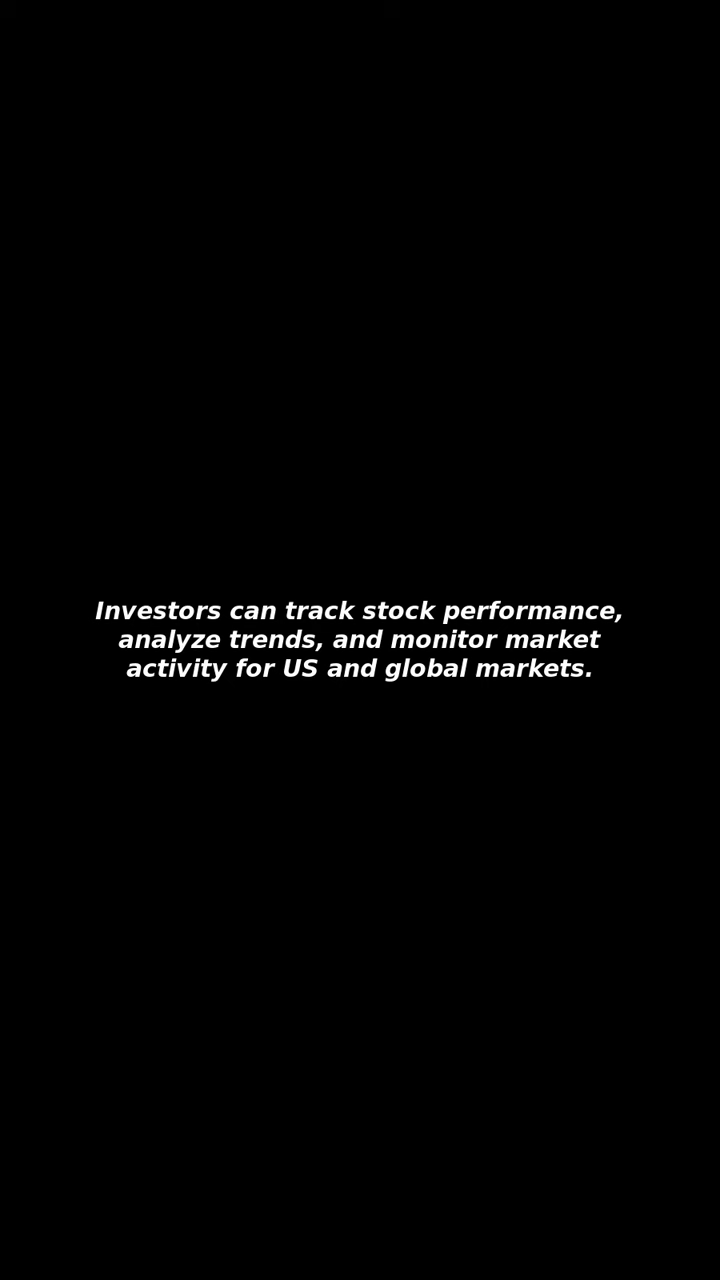 Investors can track stock performance,
analyze trends, and monitor market
activity for US and global markets.